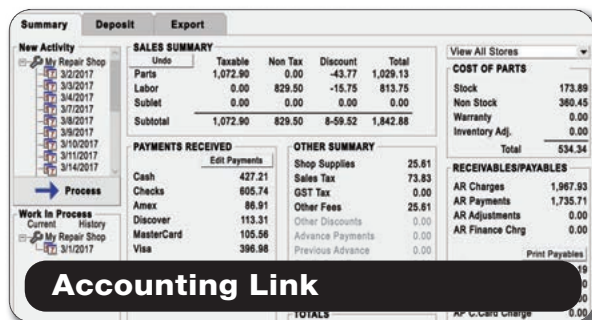 Summary Deposit Export
New Activity
My Repair Shop
3/2/2017
3/3/2017
3/4/2017
3/7/2017
3/8/2017
3/9/2017
3/10/2017
3/11/2017
3/14/2017
Process
Work In Process
Current History
My Repair Shop
3/1/2017
SALES SUMMARY
Undo Taxable Non Tax Discount Total
Parts 1,072.90 0.00 -43.77 1,029.13
Labor 0.00 829.50 -15.75 813.75
Sublet 0.00 0.00 0.00 0.00
Subtotal 1,072.90 829.50 8-59.52 1,842.88
PAYMENTS RECEIVED
Edit Payments
Cash 427.21
Checks 605.74
Amex 86.91
Discover 113.31
MasterCard 105.56
Visa 396.98
OTHER SUMMARY
Shop Supplies 25.61
Sales Tax 73.83
GST Tax 0.00
Other Fees 25.61
Other Discounts 0.00
Advance Payments 0.00
Previous Advance 0.00
TOTALS
View All Stores
COST OF PARTS
Stock 173.89
Non Stock 360.45
Warranty 0.00
Inventory Adj. 0.00
Total 534.34
RECEIVABLES/PAYABLES
AR Charges 1,967.93
AR Payments 1,735.71
AR Adjustments 0.00
AR Finance Chrg 0.00
Print Payables
AP C.Card Charge 0.00
Accounting Link